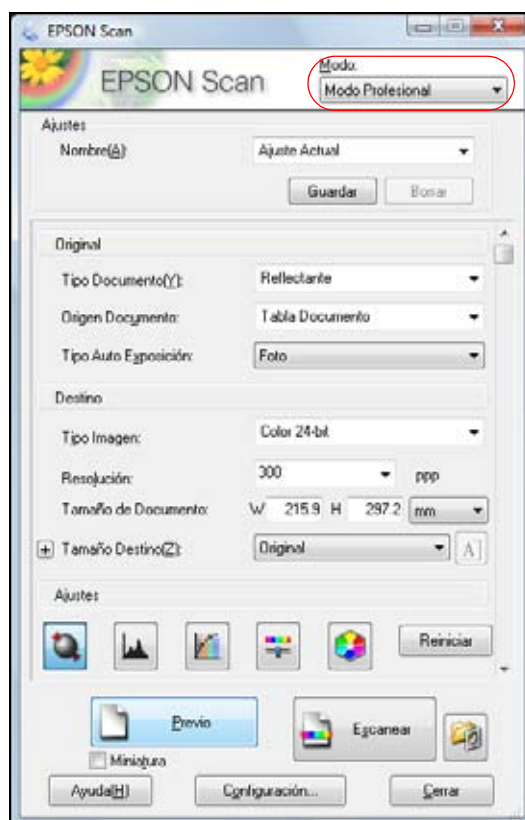 EPSON Scan
EPSON Scan
Modo:
Modo Profesional
Ajustes
Nombre(A):
Ajuste Actual
Guardar
Borrar
Original
Tipo Documento(Y):
Reflectante
Origen Documento:
Tabla Documento
Tipo Auto Exposición:
Foto
Destino
Tipo Imagen:
Color 24-bit
Resolución:
300
ppp
Tamaño de Documento:
W 215.9 H 297.2 mm
Tamaño Destino(Z):
Original
Ajustes
Reiniciar
Previo
Escanear
Miniatura
Ayuda(H)
Configuración...
Cerrar